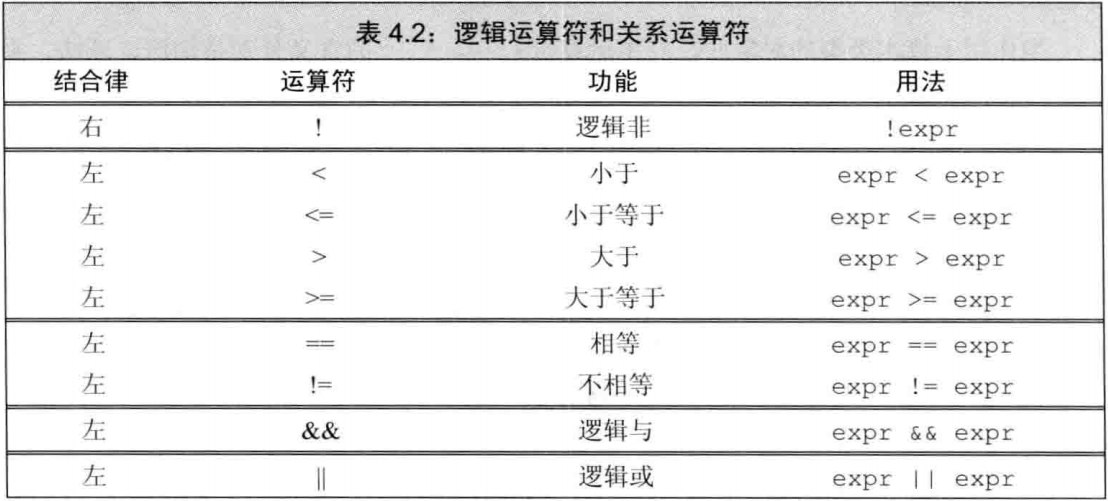 表 4.2：逻辑运算符和关系运算符
结合律 运算符 功能 用法
右 ! 逻辑非 !expr
左 < 小于 expr < expr
左 <= 小于等于 expr <= expr
左 > 大于 expr > expr
左 >= 大于等于 expr >= expr
左 == 相等 expr == expr
左 != 不相等 expr != expr
左 && 逻辑与 expr && expr
左 || 逻辑或 expr || expr